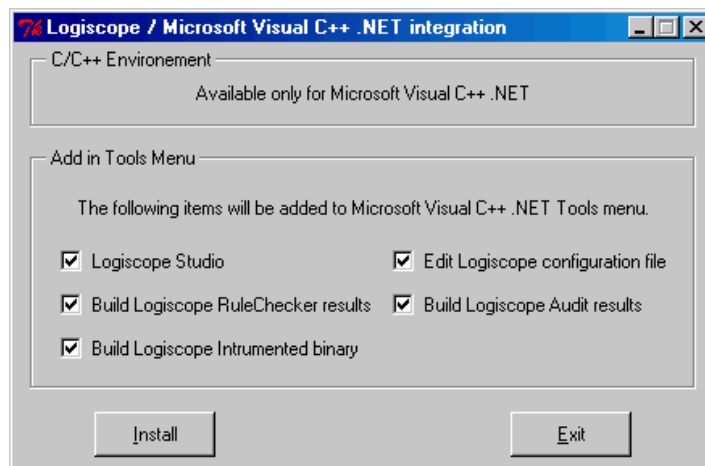 Logiscope / Microsoft Visual C++ .NET integration
C/C++ Environement
Available only for Microsoft Visual C++ .NET
Add in Tools Menu
The following items will be added to Microsoft Visual C++ .NET Tools menu.
Logiscope Studio
Edit Logiscope configuration file
Build Logiscope RuleChecker results
Build Logiscope Audit results
Build Logiscope Intrumented binary
Install
Exit